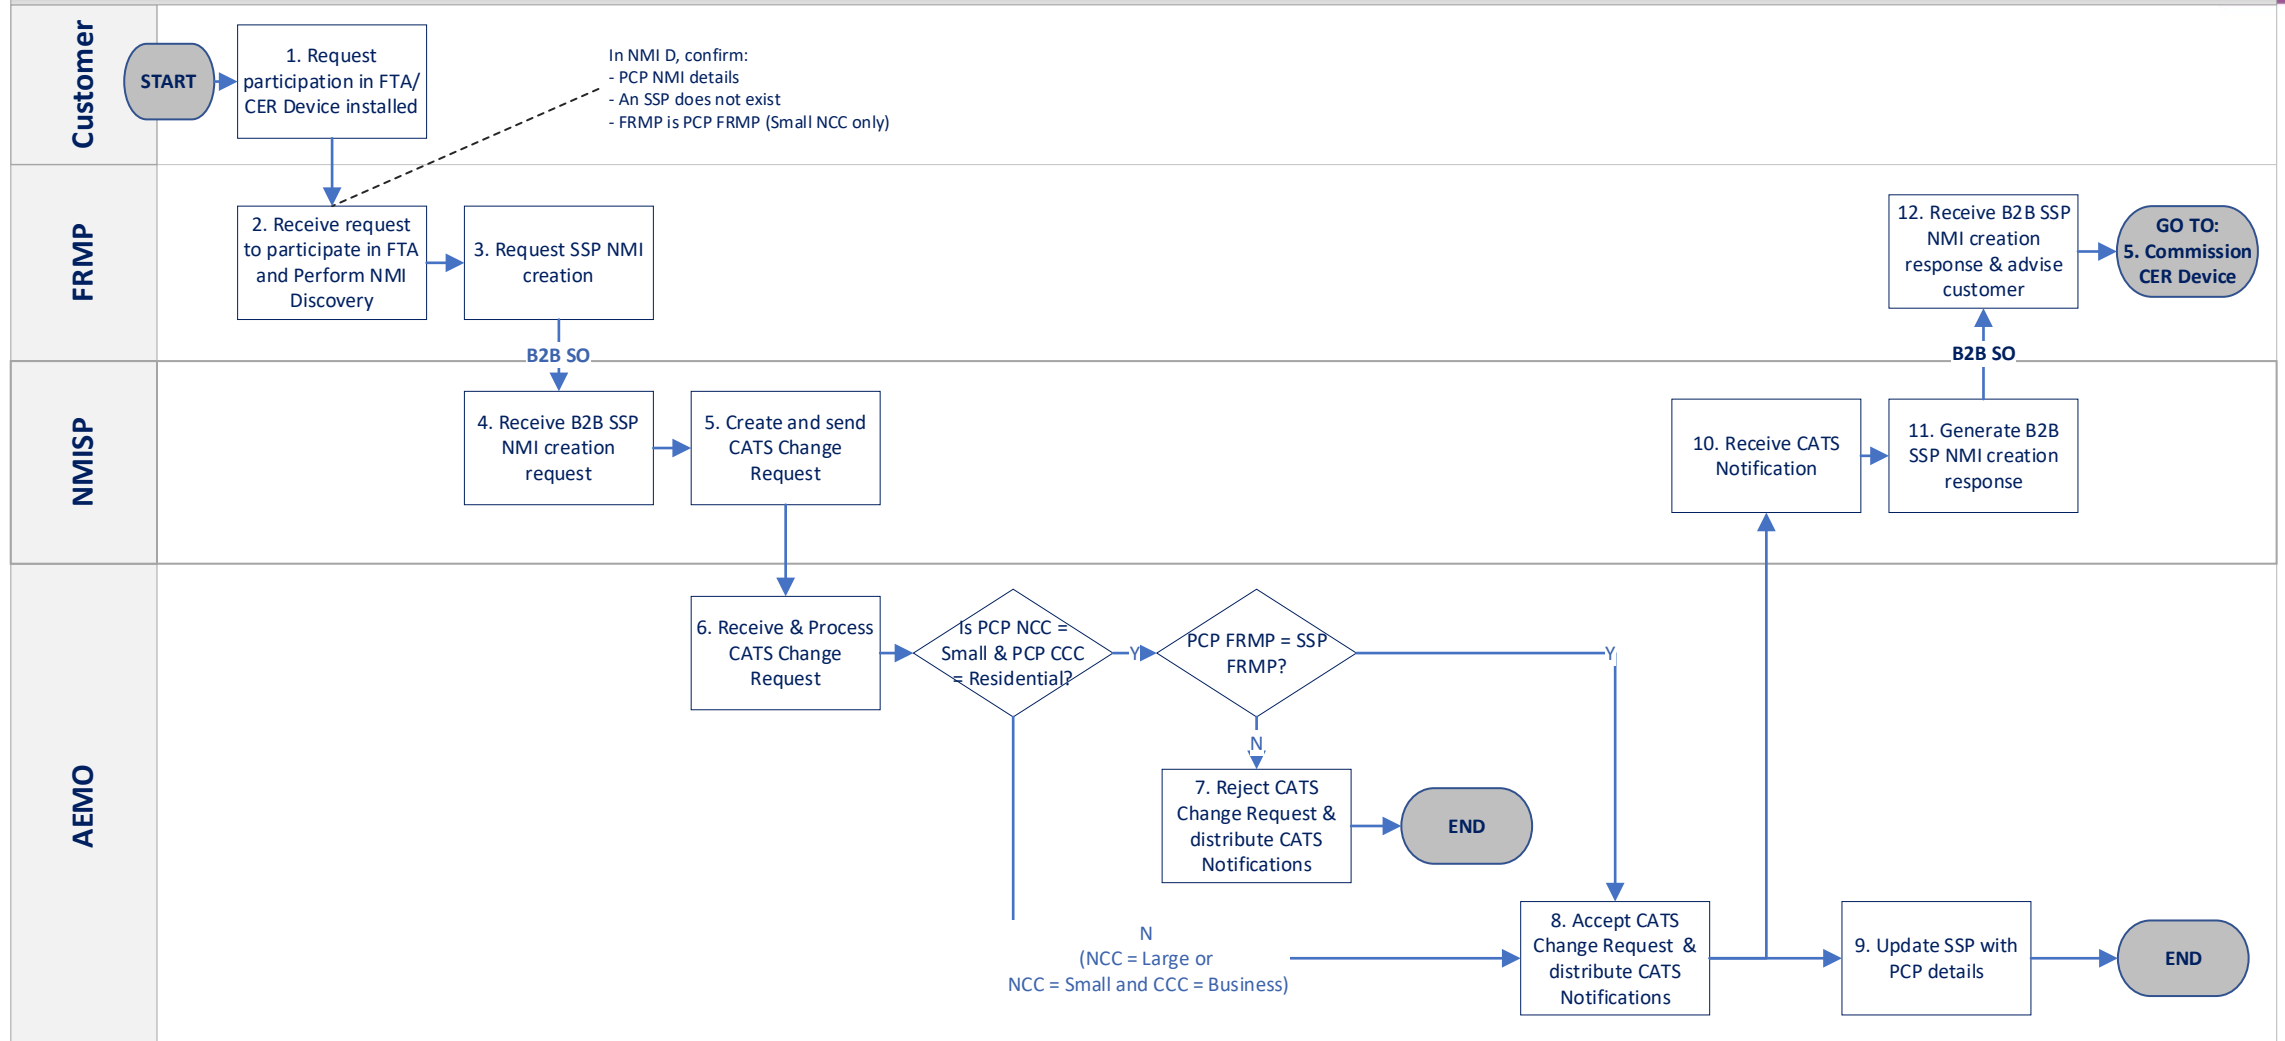 Customer
START
1. Request
participation in FTA/
CER Device installed
In NMI D, confirm:
- PCP NMI details
- An SSP does not exist
- FRMP is PCP FRMP (Small NCC only)
FRMP
2. Receive request
to participate in FTA
and Perform NMI
Discovery
3. Request SSP NMI
creation
12. Receive B2B SSP
NMI creation
response & advise
customer
GO TO:
5. Commission
CER Device
B2B SO
B2B SO
NMISP
4. Receive B2B SSP
NMI creation
request
5. Create and send
CATS Change
Request
10. Receive CATS
Notification
11. Generate B2B
SSP NMI creation
response
AEMO
6. Receive & Process
CATS Change
Request
Is PCP NCC =
Small & PCP CCC
= Residential?
Y
PCP FRMP = SSP
FRMP?
Y
N
7. Reject CATS
Change Request &
distribute CATS
Notifications
END
N
(NCC = Large or
NCC = Small and CCC = Business)
8. Accept CATS
Change Request &
distribute CATS
Notifications
9. Update SSP with
PCP details
END